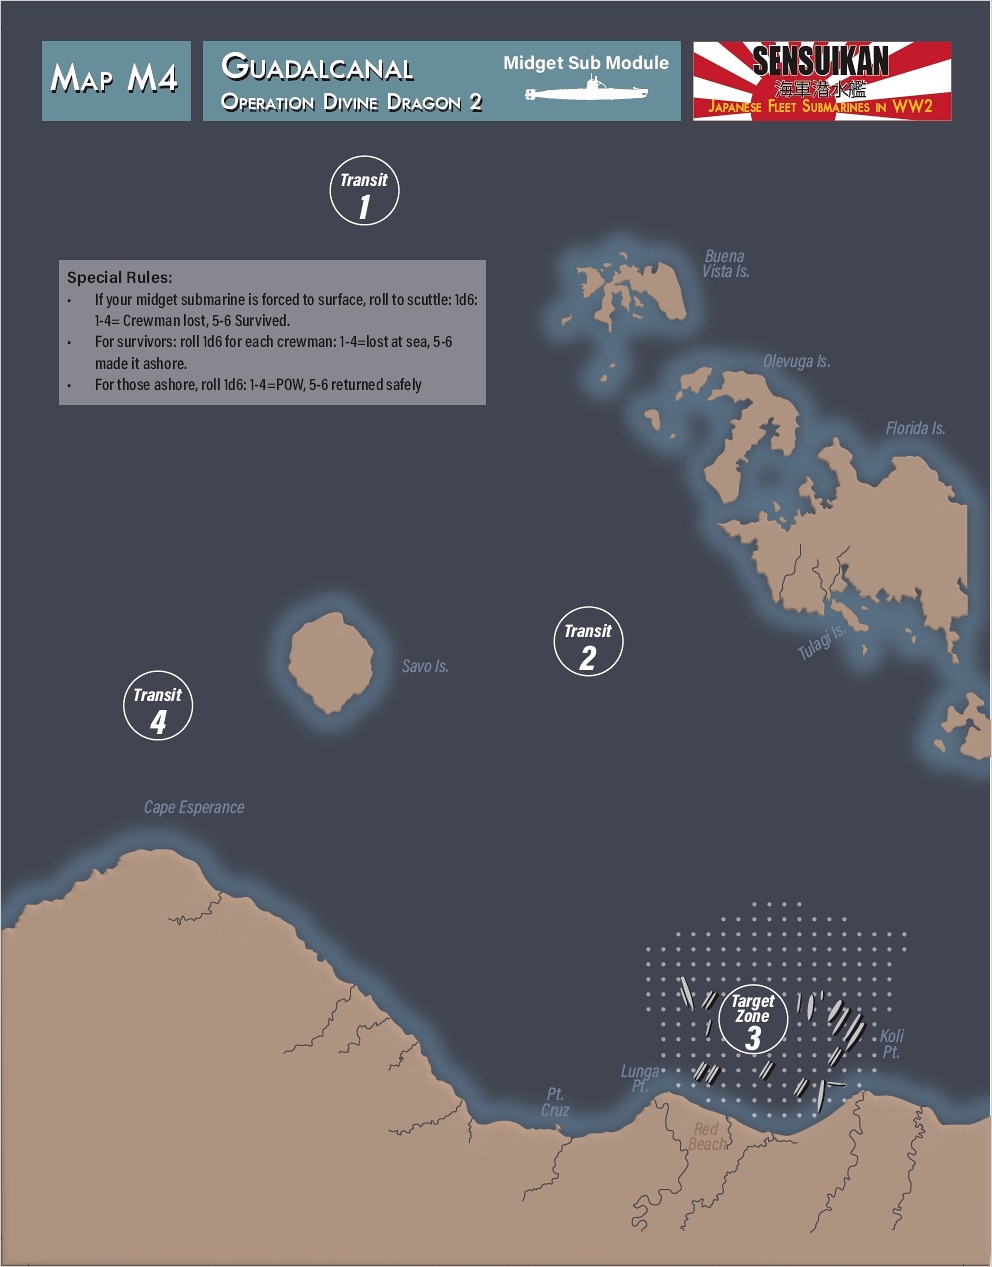 MAP M4
GUADALCANAL
OPERATION DIVINE DRAGON 2
Midget Sub Module
SENSUIKAN
海軍潜水艦
JAPANESE FLEET SUBMARINES IN WW2
Transit
1
Special Rules:
· If your midget submarine is forced to surface, roll to scuttle: 1d6:
1-4= Crewman lost, 5-6 Survived.
· For survivors: roll 1d6 for each crewman: 1-4=lost at sea, 5-6
made it ashore.
· For those ashore, roll 1d6: 1-4=POW, 5-6 returned safely
Buena
Vista Is.
Olevuga Is.
Florida Is.
Tulagi Is.
Transit
2
Savo Is.
Transit
4
Cape Esperance
Target
Zone
3
Koli
Pt.
Lunga
Pt.
Pt.
Cruz
Red
Beach